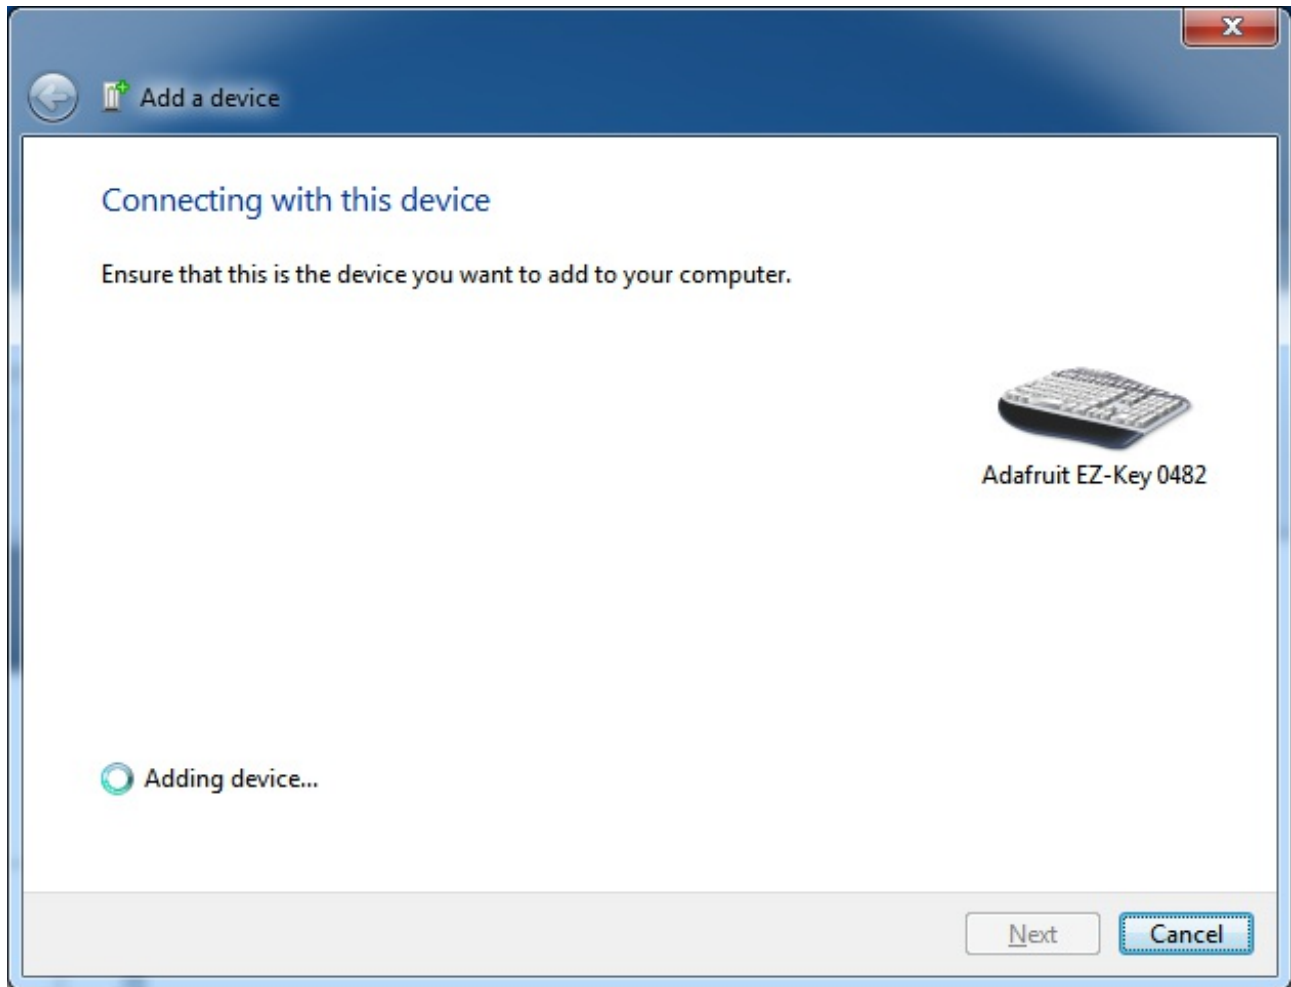 Add a device
Connecting with this device
Ensure that this is the device you want to add to your computer.
Adafruit EZ-Key 0482
Adding device...
Next
Cancel